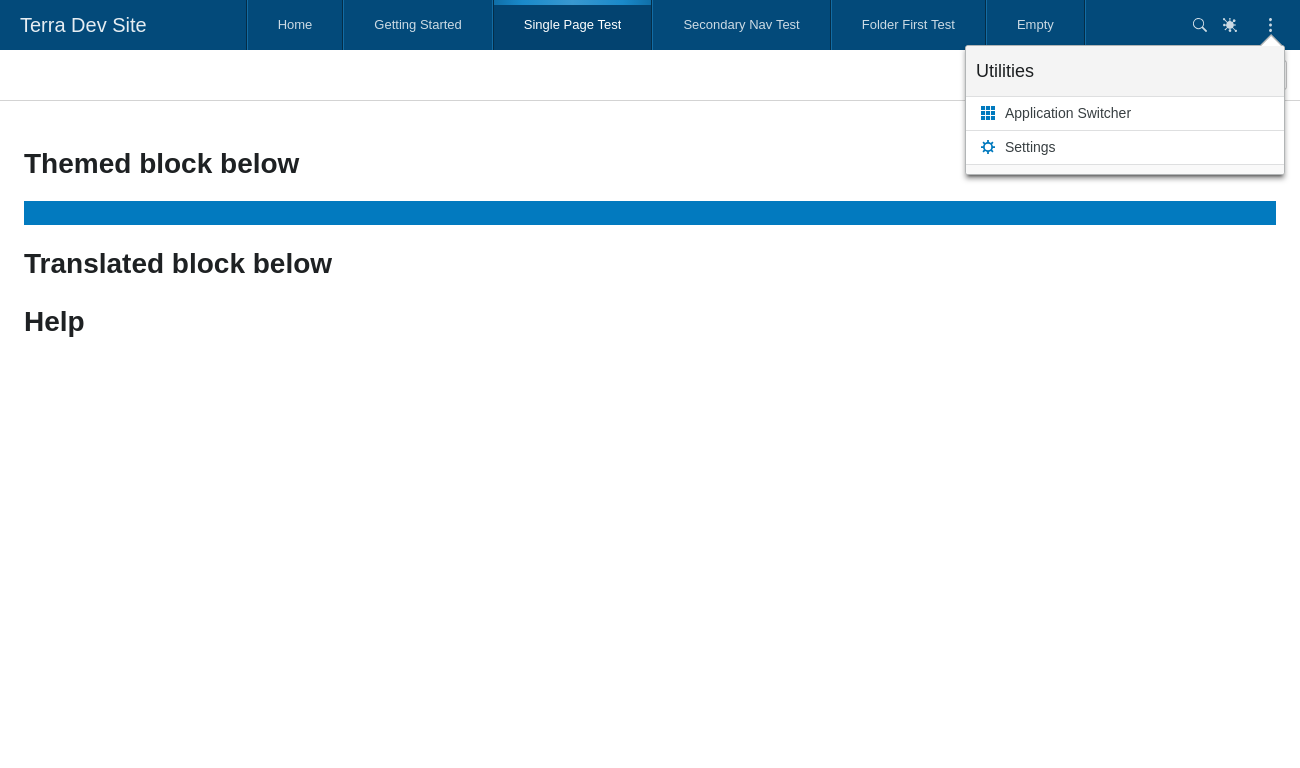 Terra Dev Site
Home
Getting Started
Single Page Test
Secondary Nav Test
Folder First Test
Empty
Utilities
Application Switcher
Settings
Themed block below
Translated block below
Help